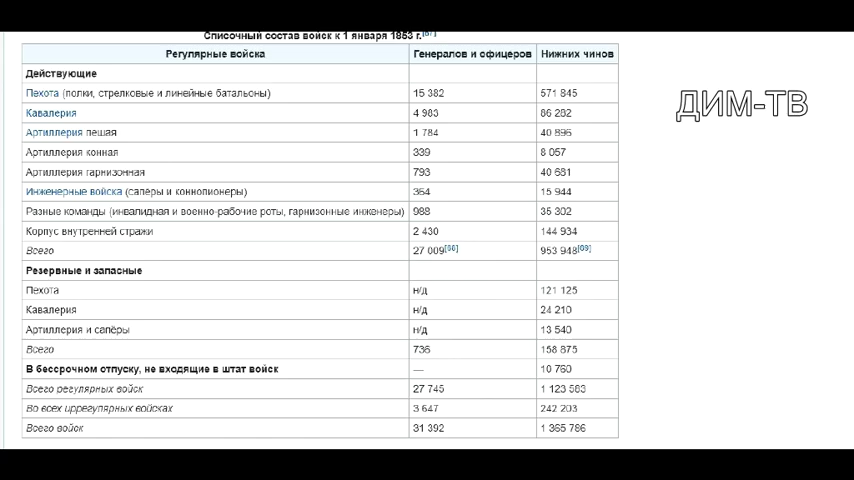 Списочный состав войск к 1 января 1853 г.[67]
Регулярные войска Генералов и офицеров Нижних чинов
Действующие
Пехота (полки, стрелковые и линейные батальоны) 15 382 571 845
ДИМ-ТВ
Кавалерия 4 983 86 282
Артиллерия пешая 1 784 40 896
Артиллерия конная 339 8 057
Артиллерия гарнизонная 793 40 681
Инженерные войска (саперы и коннопионеры) 364 15 944
Разные команды (инвалидная и военно-рабочие роты, гарнизонные инженеры) 988 35 302
Корпус внутренней стражи 2 430 144 934
Всего 27 009[68] 953 948[69]
Резервные и запасные
Пехота н/д 121 125
Кавалерия н/д 24 210
Артиллерия и сапёры н/д 13 540
Всего 736 158 875
В бессрочном отпуску, не входящие в штат войск — 10 760
Всего регулярных войск 27 745 1 123 583
Во всех иррегулярных войсках 3 647 242 203
Всего войск 31 392 1 365 786